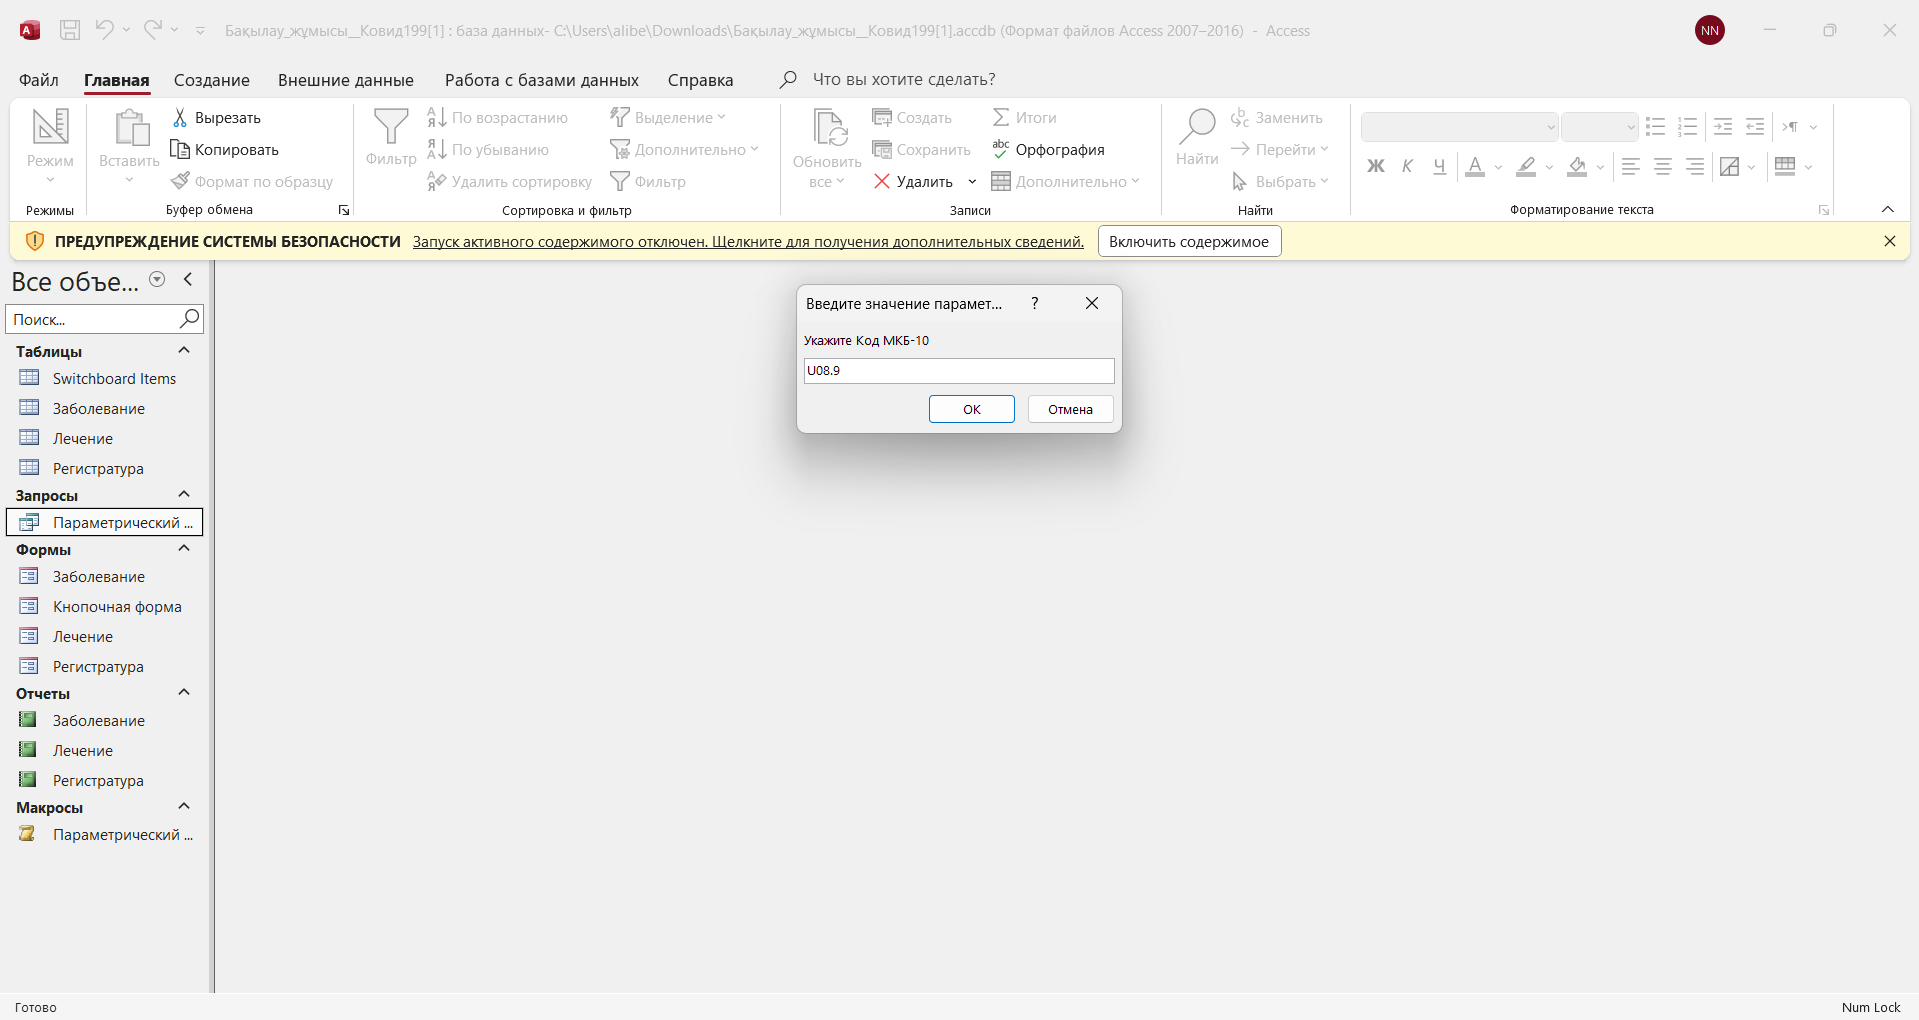 Бақылау_жұмысы__Ковид199[1] : база данных- C:\Users\alibe\Downloads\Бақылау_жұмысы__Ковид199[1].accdb (Формат файлов Access 2007–2016) - Access
NN
Файл Главная Создание Внешние данные Работа с базами данных Справка Что вы хотите сделать?
Режим
Режимы
Вставить
Вырезать
Копировать
Формат по образцу
Буфер обмена
Фильтр
По возрастанию
По убыванию
Удалить сортировку
Выделение
Дополнительно
Фильтр
Сортировка и фильтр
Обновить
все
Создать
Сохранить
Удалить
Итоги
Орфография
Дополнительно
Записи
Найти
Заменить
Перейти
Выбрать
Найти
Ж К Ч А
Форматирование текста
ПРЕДУПРЕЖДЕНИЕ СИСТЕМЫ БЕЗОПАСНОСТИ Запуск активного содержимого отключен. Щелкните для получения дополнительных сведений. Включить содержимое
Все объе...
Поиск...
Таблицы
Switchboard Items
Заболевание
Лечение
Регистратура
Запросы
Параметрический ...
Формы
Заболевание
Кнопочная форма
Лечение
Регистратура
Отчеты
Заболевание
Лечение
Регистратура
Макросы
Параметрический ...
Введите значение парамет... ?
Укажите Код МКБ-10
U08.9
ОК Отмена
Готово
Num Lock